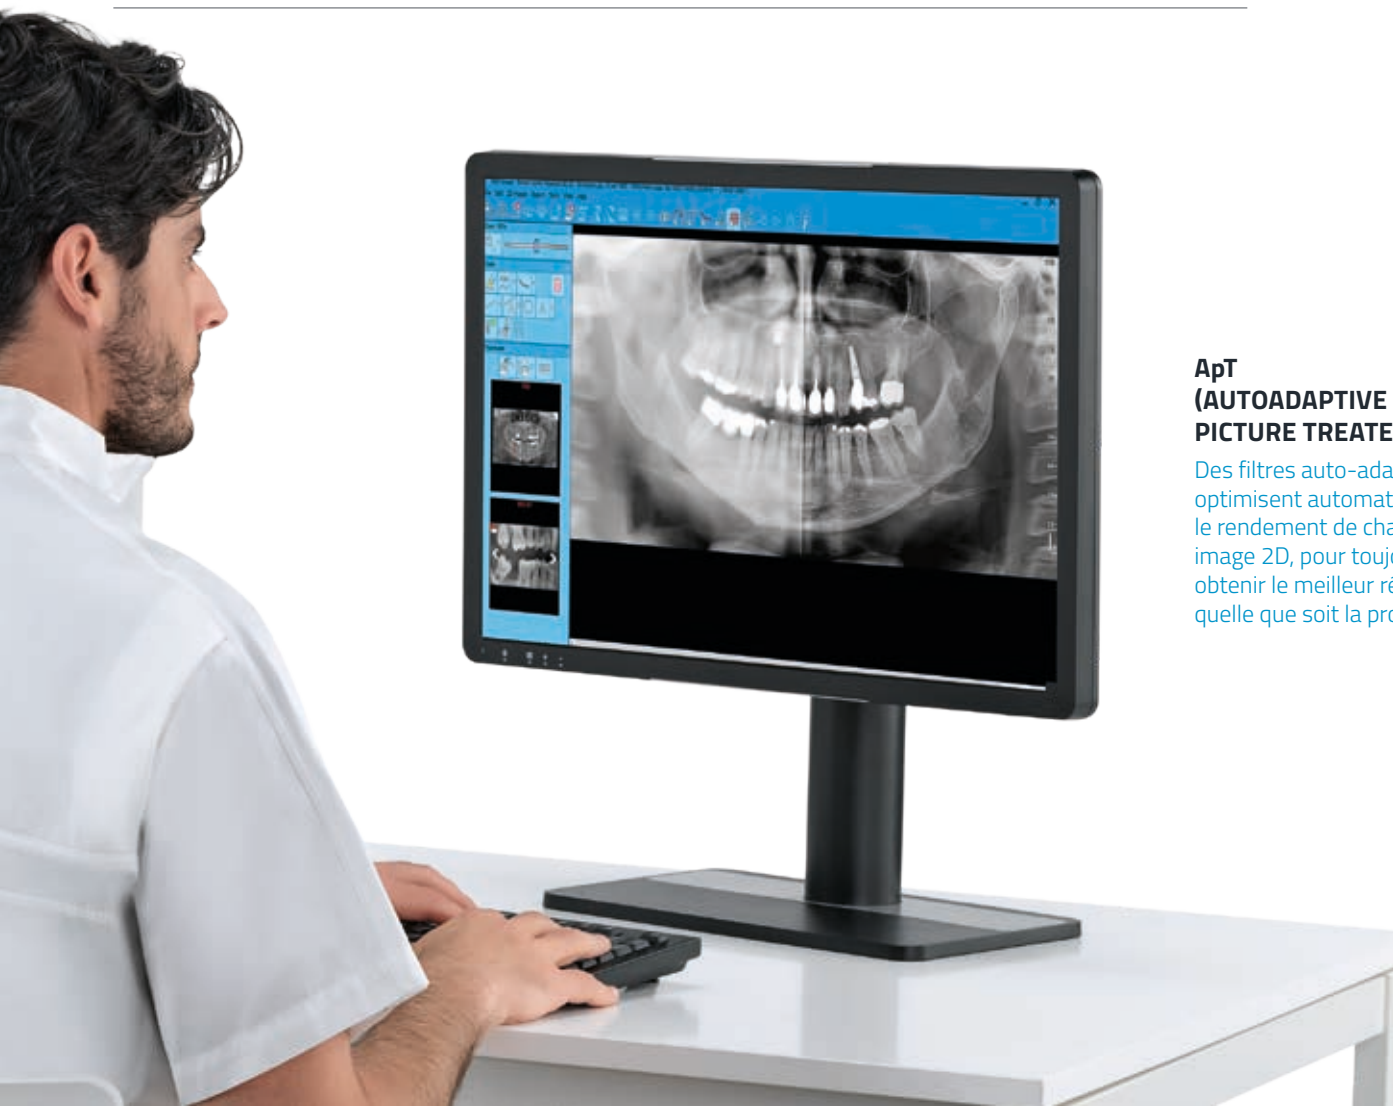 ApT
(AUTOADAPTIVE
PICTURE TREATE
Des filtres auto-ada
optimisent automat
le rendement de cha
image 2D, pour toujo
obtenir le meilleur ré
quelle que soit la pro